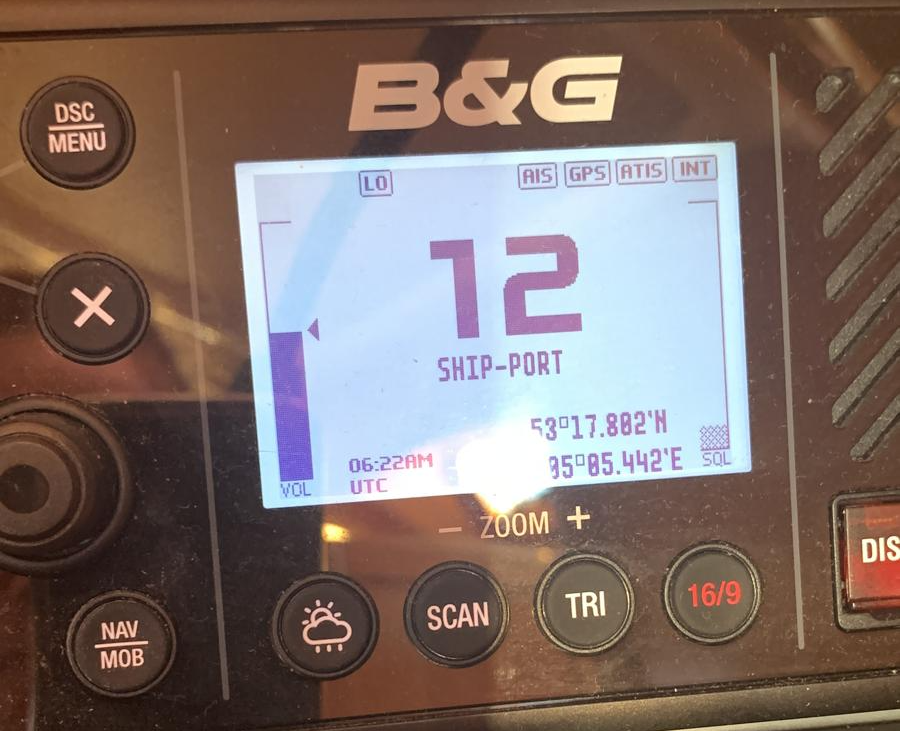 B&G
DSC
MENU
LO AIS GPS ATIS INT
12
SHIP-PORT
53°17.802'N
05°05.442'E
06:22AM
UTC
VOL
SQL
– ZOOM +
NAV
MOB
SCAN
TRI
16/9
DIS